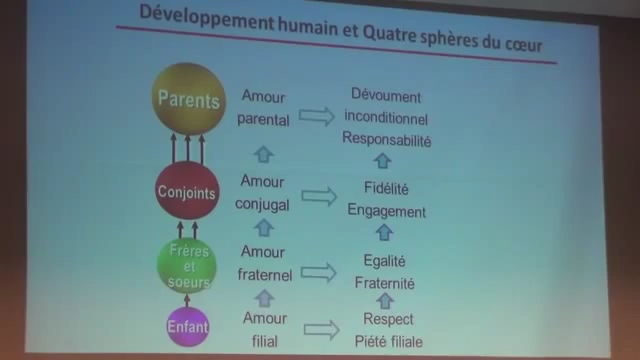 Développement humain et Quatre sphères du cœur
Parents
Amour
parental
Dévoument
inconditionnel
Responsabilité
Conjoints
Amour
conjugal
Fidélité
Engagement
Frères
et
soeurs
Amour
fraternel
Egalité
Fraternité
Enfant
Amour
filial
Respect
Piété filiale